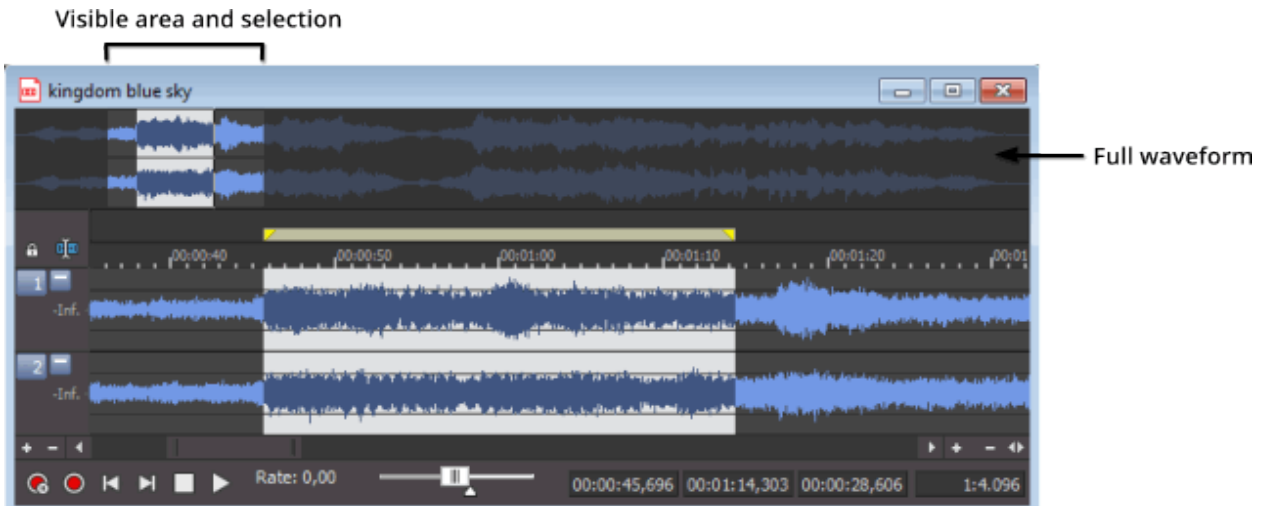 Visible area and selection
kingdom blue sky
Full waveform
00:00:40 00:00:50 00:01:00 00:01:10 00:01:20 00:01
1
-Inf.
2
-Inf.
Rate: 0,00
00:00:45,696 00:01:14,303 00:00:28,606 1:4.096